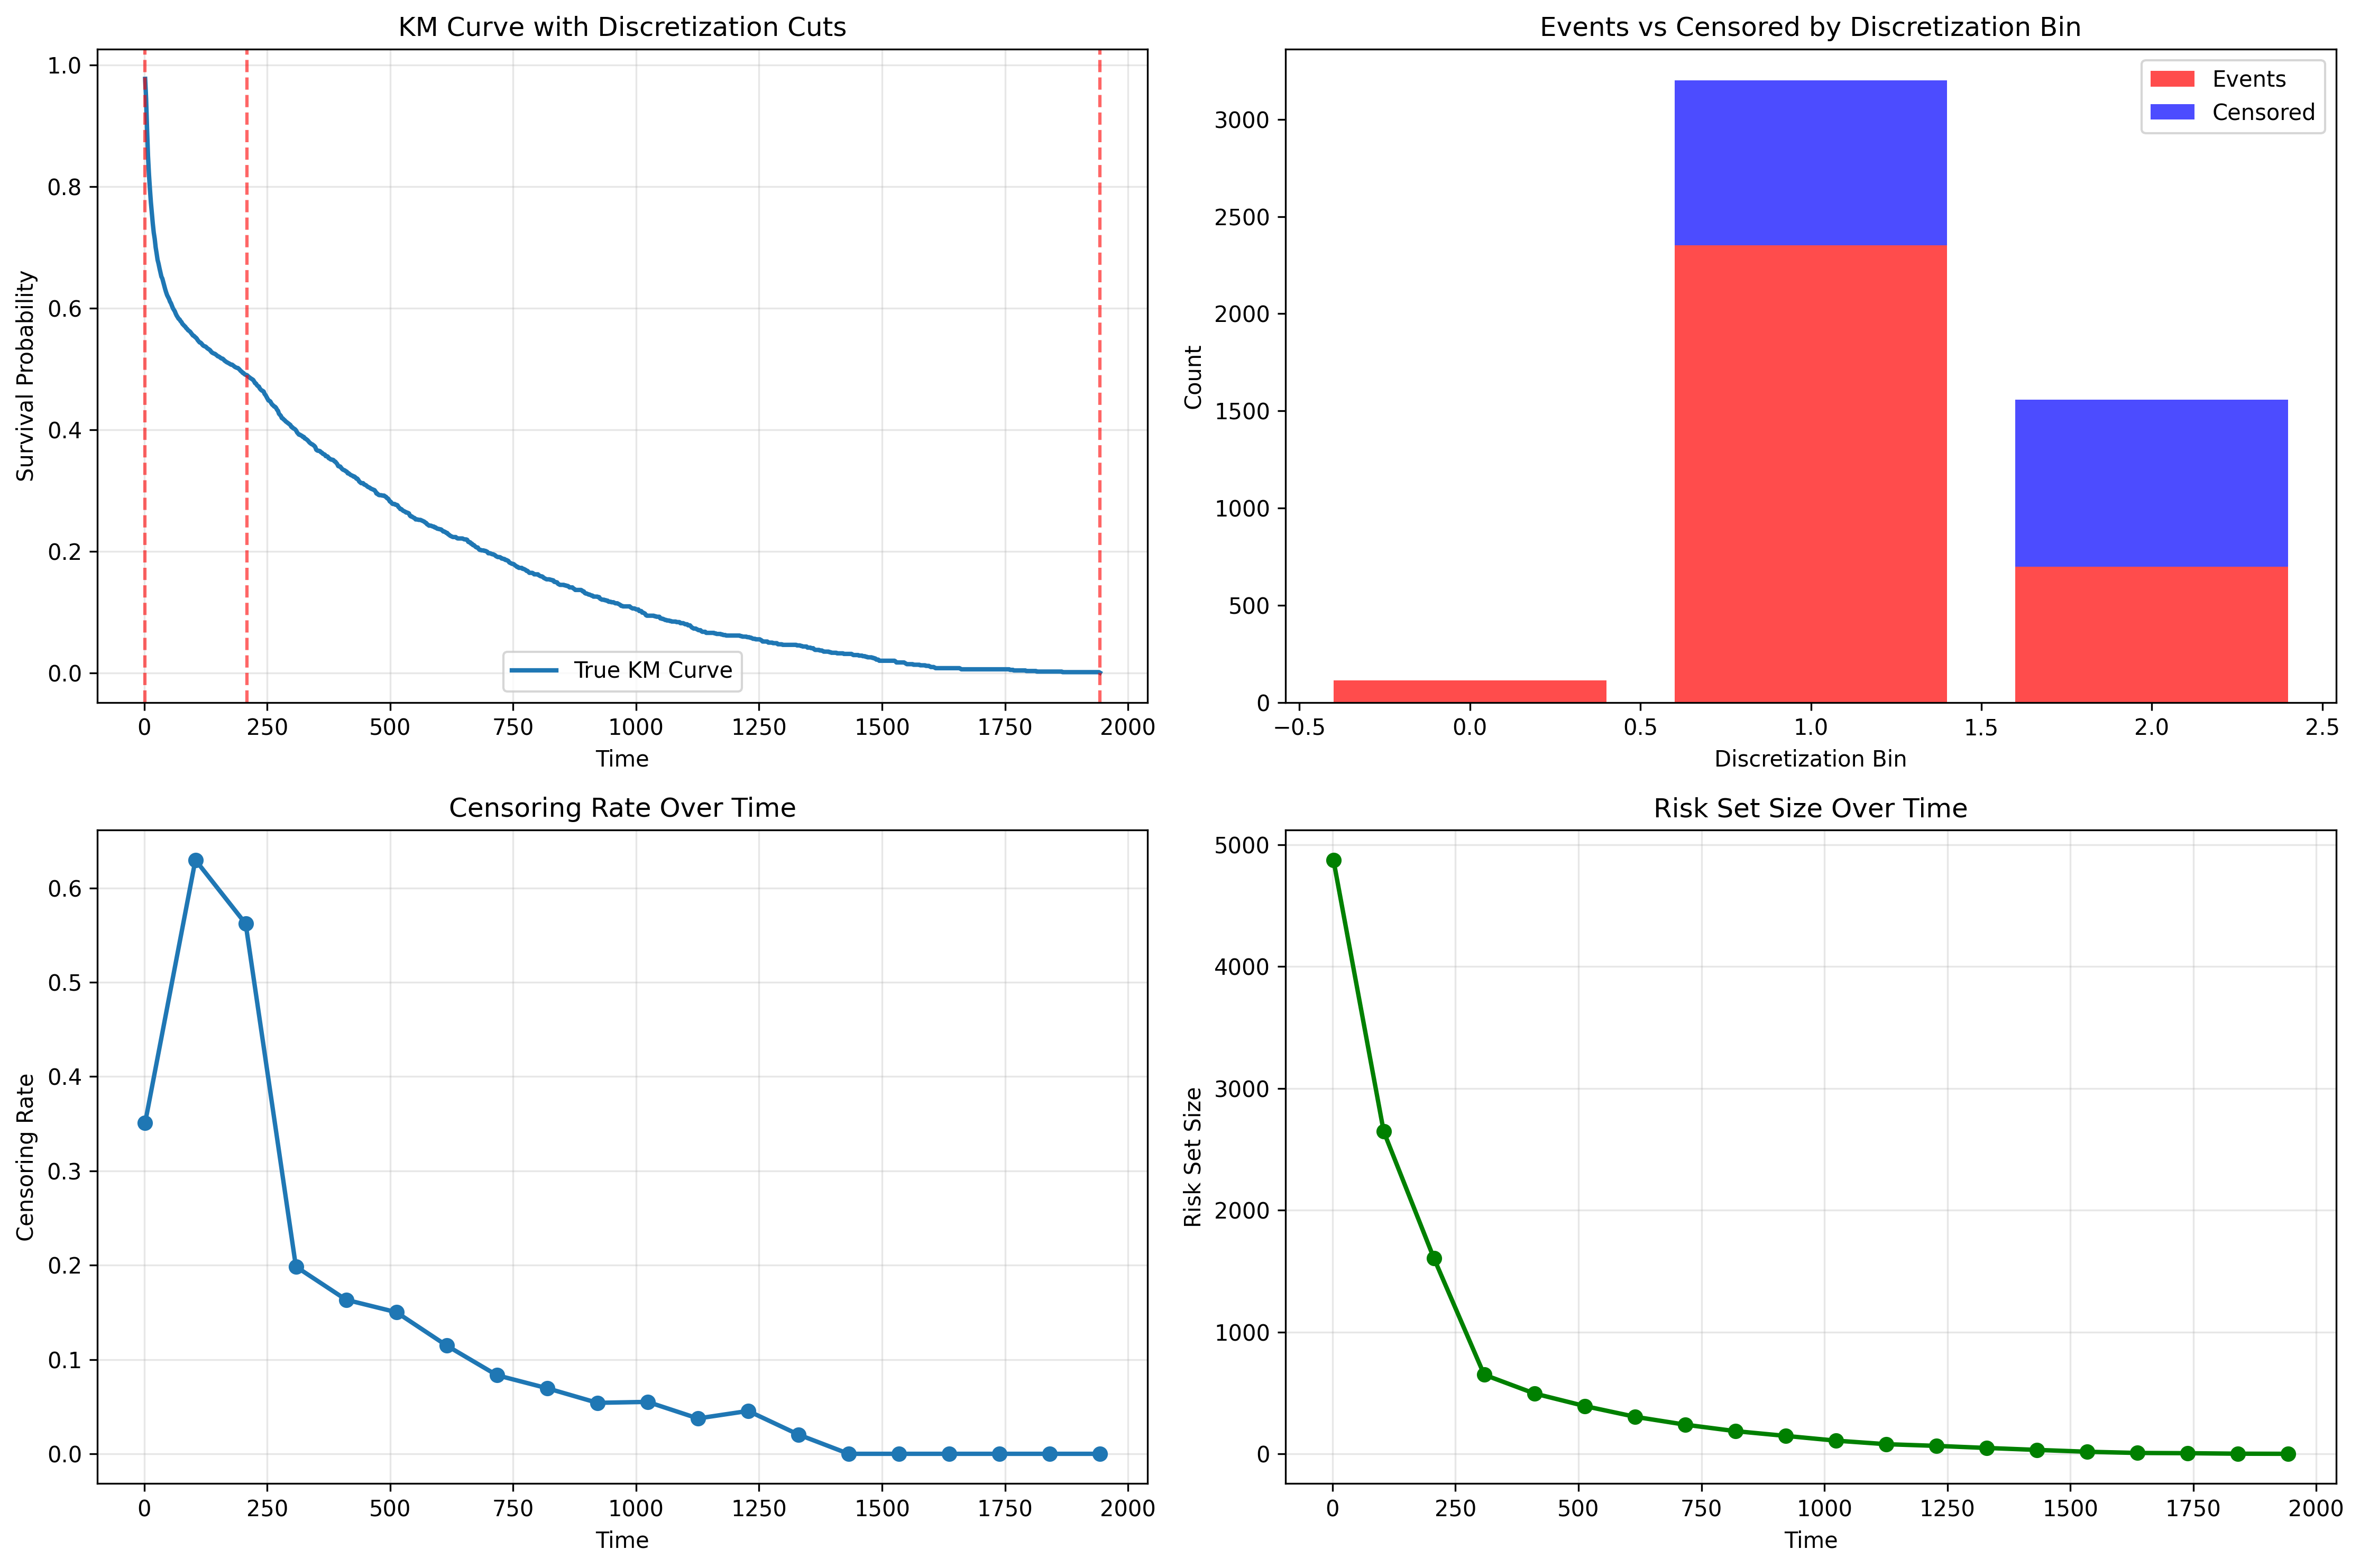 KM Curve with Discretization Cuts
Survival Probability
1.0
0.8
0.6
0.4
0.2
0.0
True KM Curve
0 250 500 750 1000 1250 1500 1750 2000
Time
Events vs Censored by Discretization Bin
Count
3000
2500
2000
1500
1000
500
0
Events
Censored
−0.5 0.0 0.5 1.0 1.5 2.0 2.5
Discretization Bin
Censoring Rate Over Time
Censoring Rate
0.6
0.5
0.4
0.3
0.2
0.1
0.0
0 250 500 750 1000 1250 1500 1750 2000
Time
Risk Set Size Over Time
Risk Set Size
5000
4000
3000
2000
1000
0
0 250 500 750 1000 1250 1500 1750 2000
Time